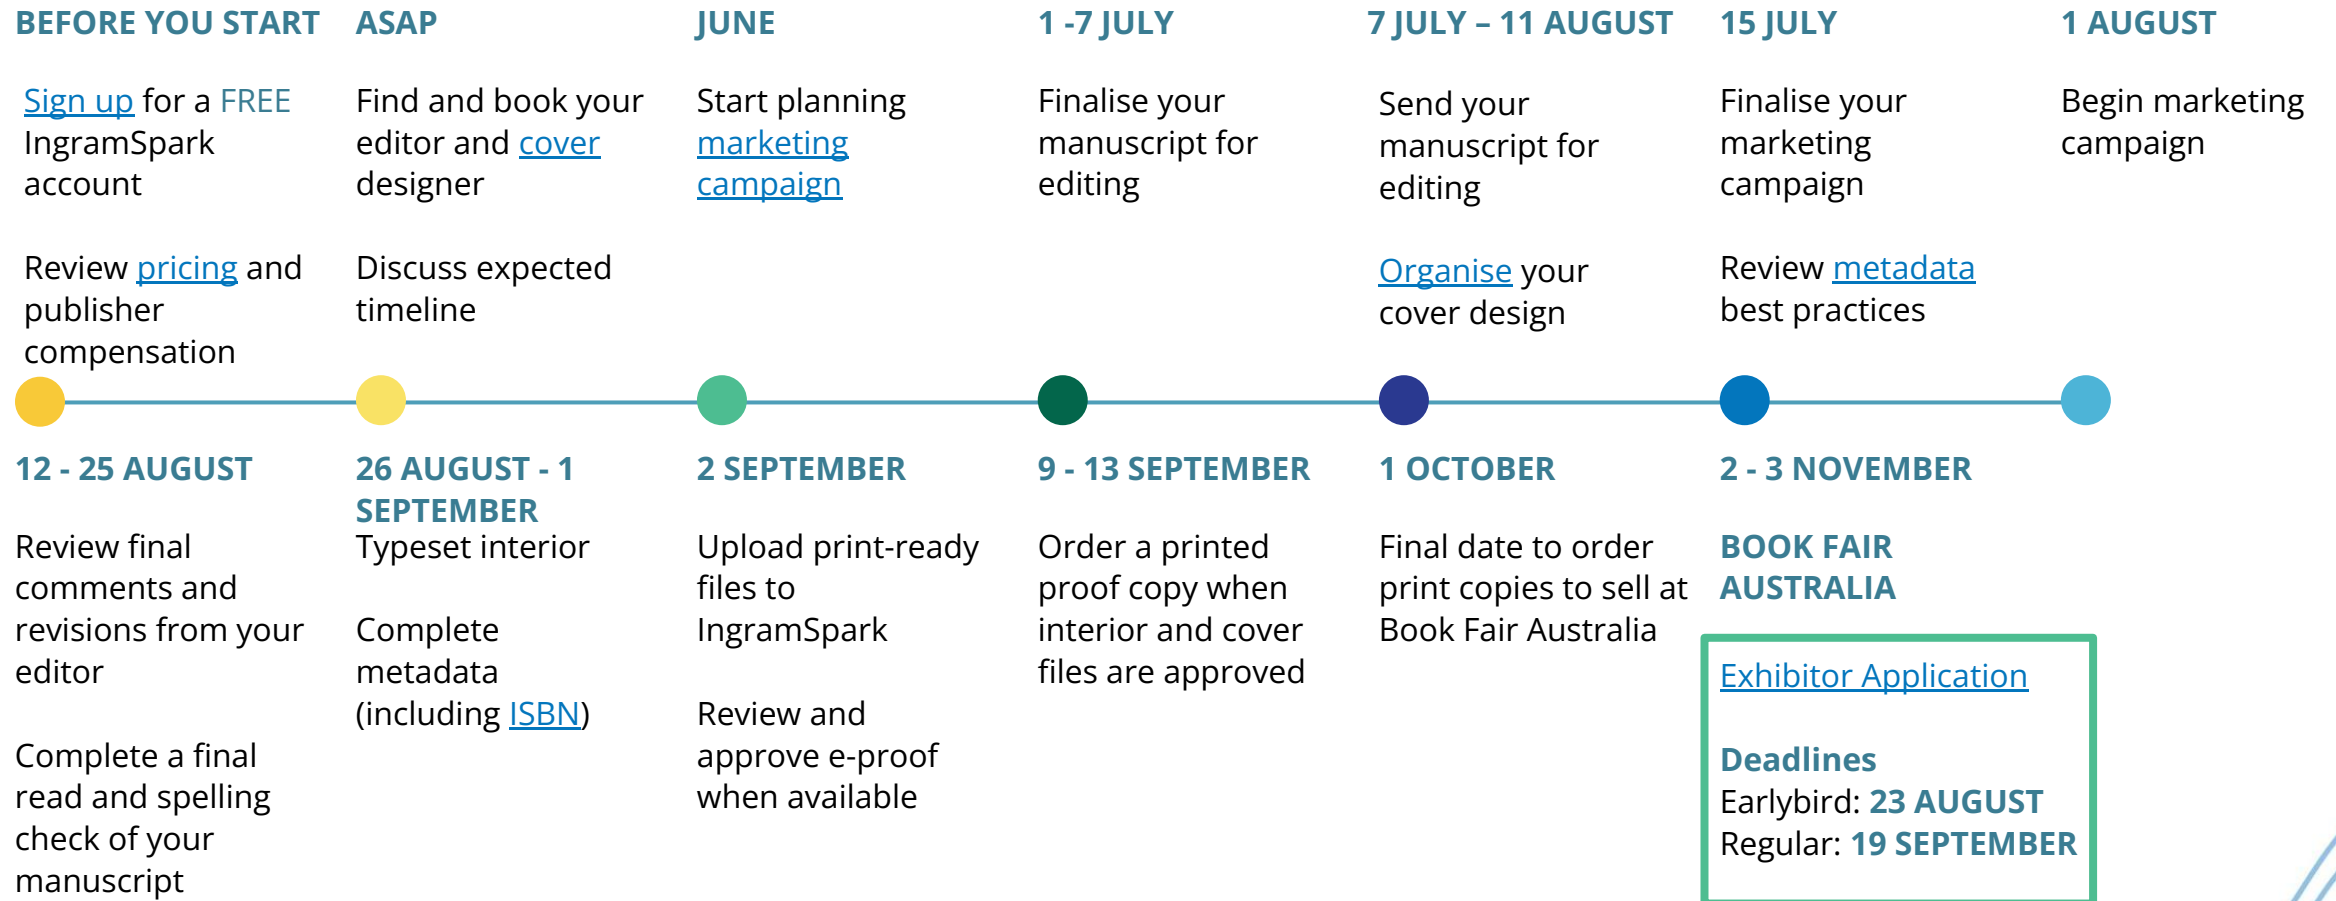 BEFORE YOU START
Sign up for a FREE
IngramSpark
account
Review pricing and
publisher
compensation
ASAP
Find and book your
editor and cover
designer
Discuss expected
timeline
JUNE
Start planning
marketing
campaign
1 -7 JULY
Finalise your
manuscript for
editing
7 JULY – 11 AUGUST
Send your
manuscript for
editing
Organise your
cover design
15 JULY
Finalise your
marketing
campaign
Review metadata
best practices
1 AUGUST
Begin marketing
campaign
12 - 25 AUGUST
Review final
comments and
revisions from your
editor
Complete a final
read and spelling
check of your
manuscript
26 AUGUST - 1
SEPTEMBER
Typeset interior
Complete
metadata
(including ISBN)
2 SEPTEMBER
Upload print-ready
files to
IngramSpark
Review and
approve e-proof
when available
9 - 13 SEPTEMBER
Order a printed
proof copy when
interior and cover
files are approved
1 OCTOBER
Final date to order
print copies to sell at
Book Fair Australia
2 - 3 NOVEMBER
BOOK FAIR
AUSTRALIA
Exhibitor Application
Deadlines
Earlybird: 23 AUGUST
Regular: 19 SEPTEMBER